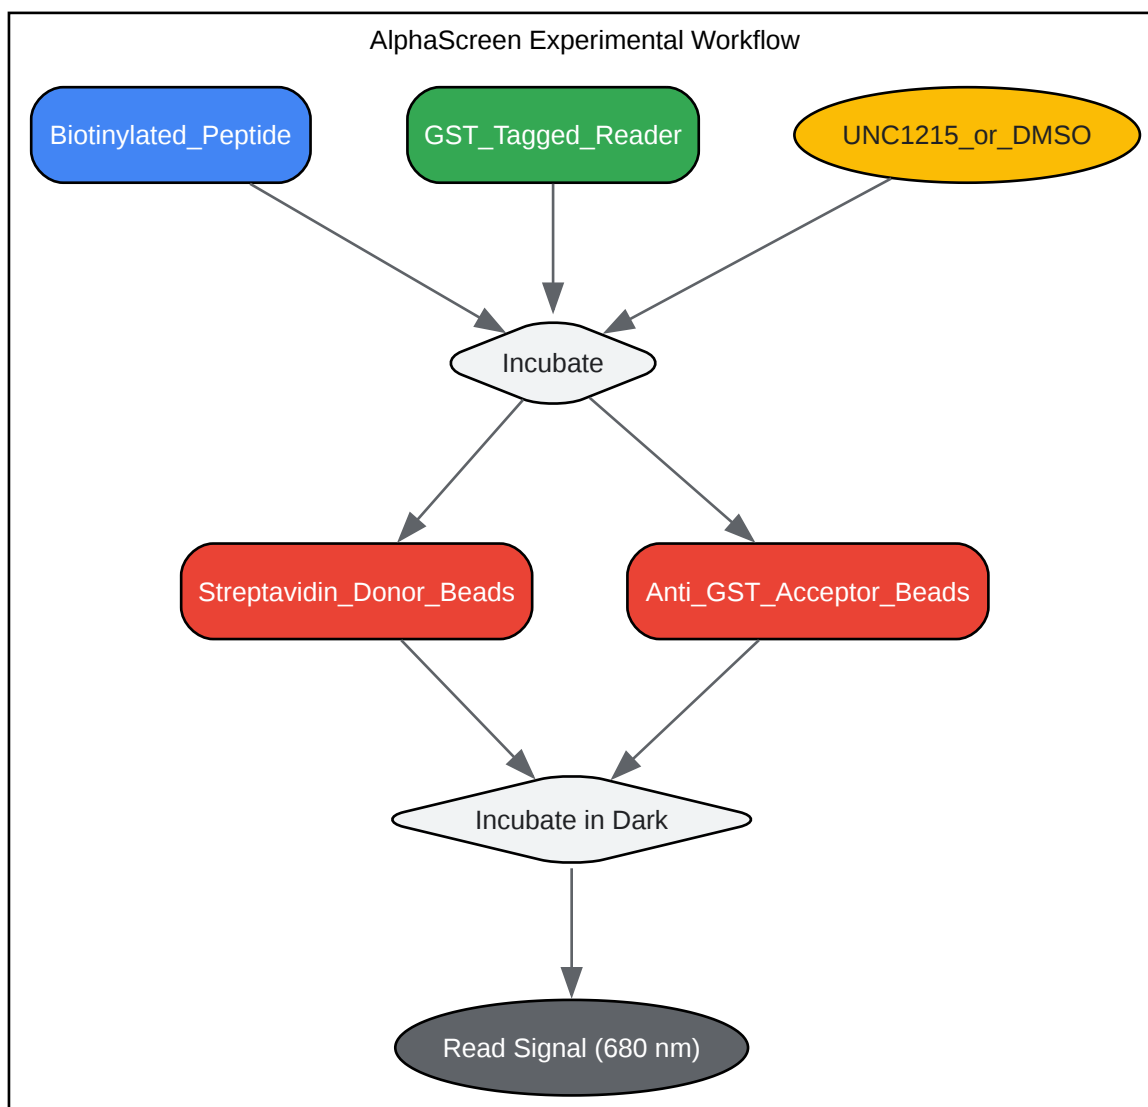 AlphaScreen Experimental Workflow
Biotinylated_Peptide
GST_Tagged_Reader
UNC1215_or_DMSO
Incubate
Streptavidin_Donor_Beads
Anti_GST_Acceptor_Beads
Incubate in Dark
Read Signal (680 nm)